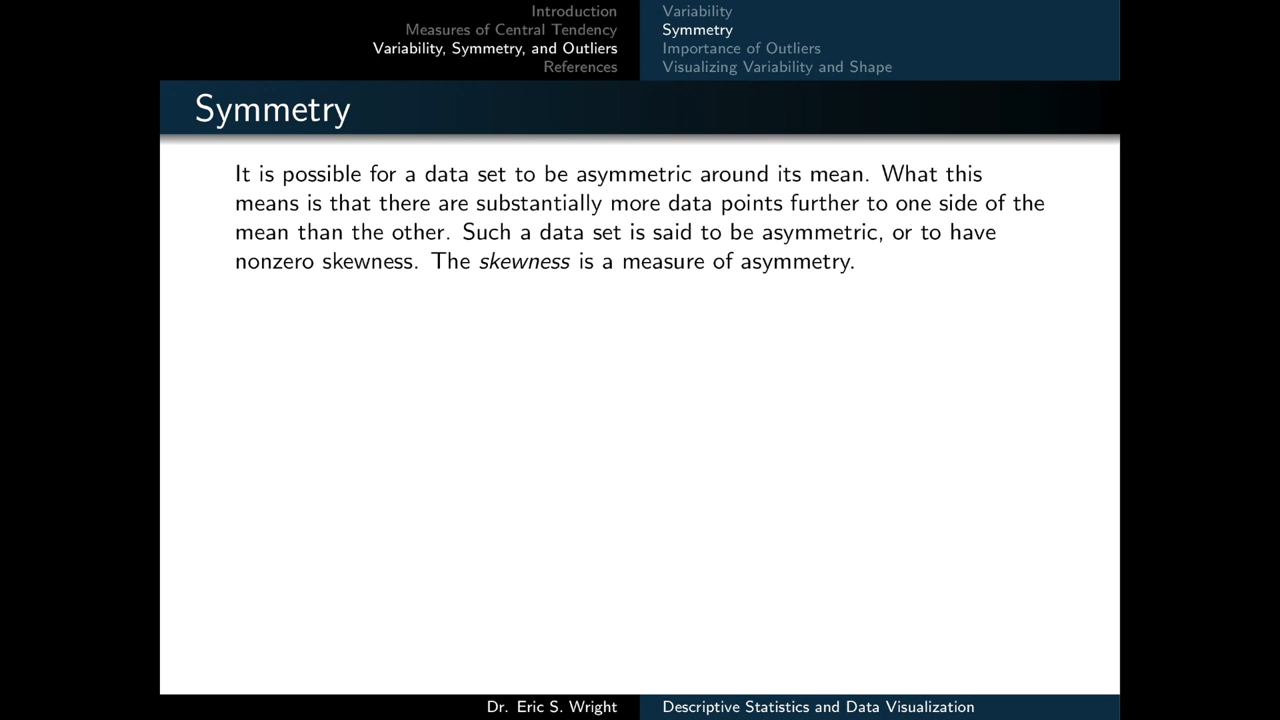 Introduction
Measures of Central Tendency
Variability, Symmetry, and Outliers
References
Variability
Symmetry
Importance of Outliers
Visualizing Variability and Shape
Symmetry
It is possible for a data set to be asymmetric around its mean. What this
means is that there are substantially more data points further to one side of the
mean than the other. Such a data set is said to be asymmetric, or to have
nonzero skewness. The skewness is a measure of asymmetry.
Dr. Eric S. Wright
Descriptive Statistics and Data Visualization